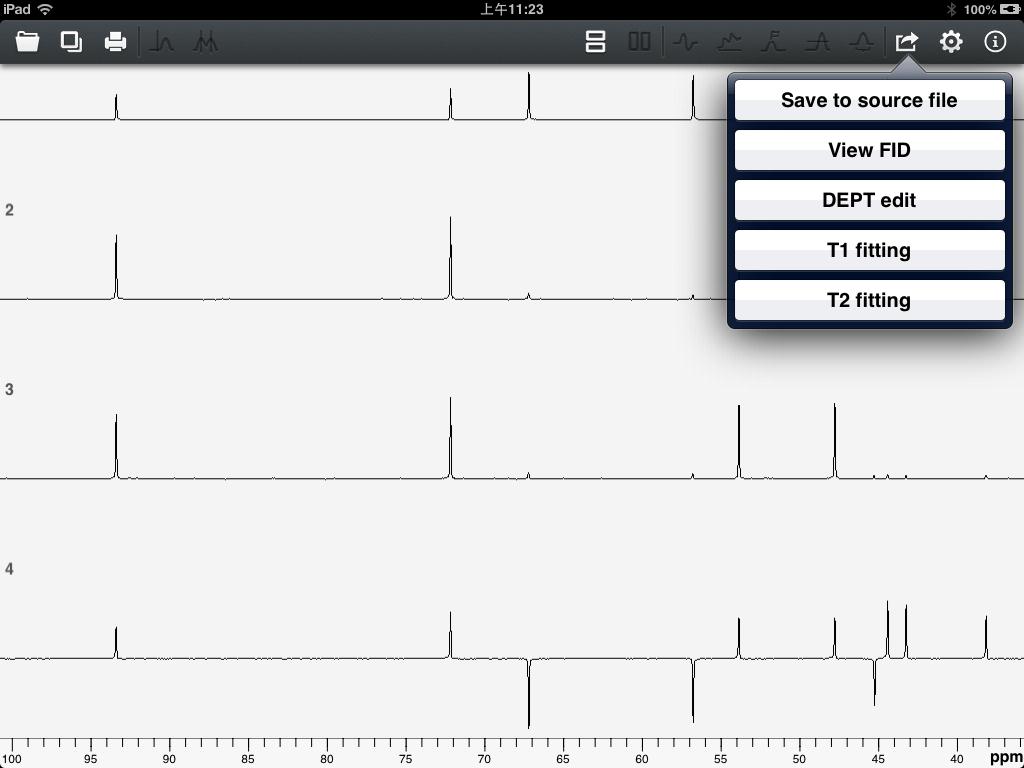 iPad 上午11:23 100%
Save to source file
View FID
2
DEPT edit
T1 fitting
T2 fitting
3
4
100 95 90 85 80 75 70 65 60 55 50 45 40 ppm